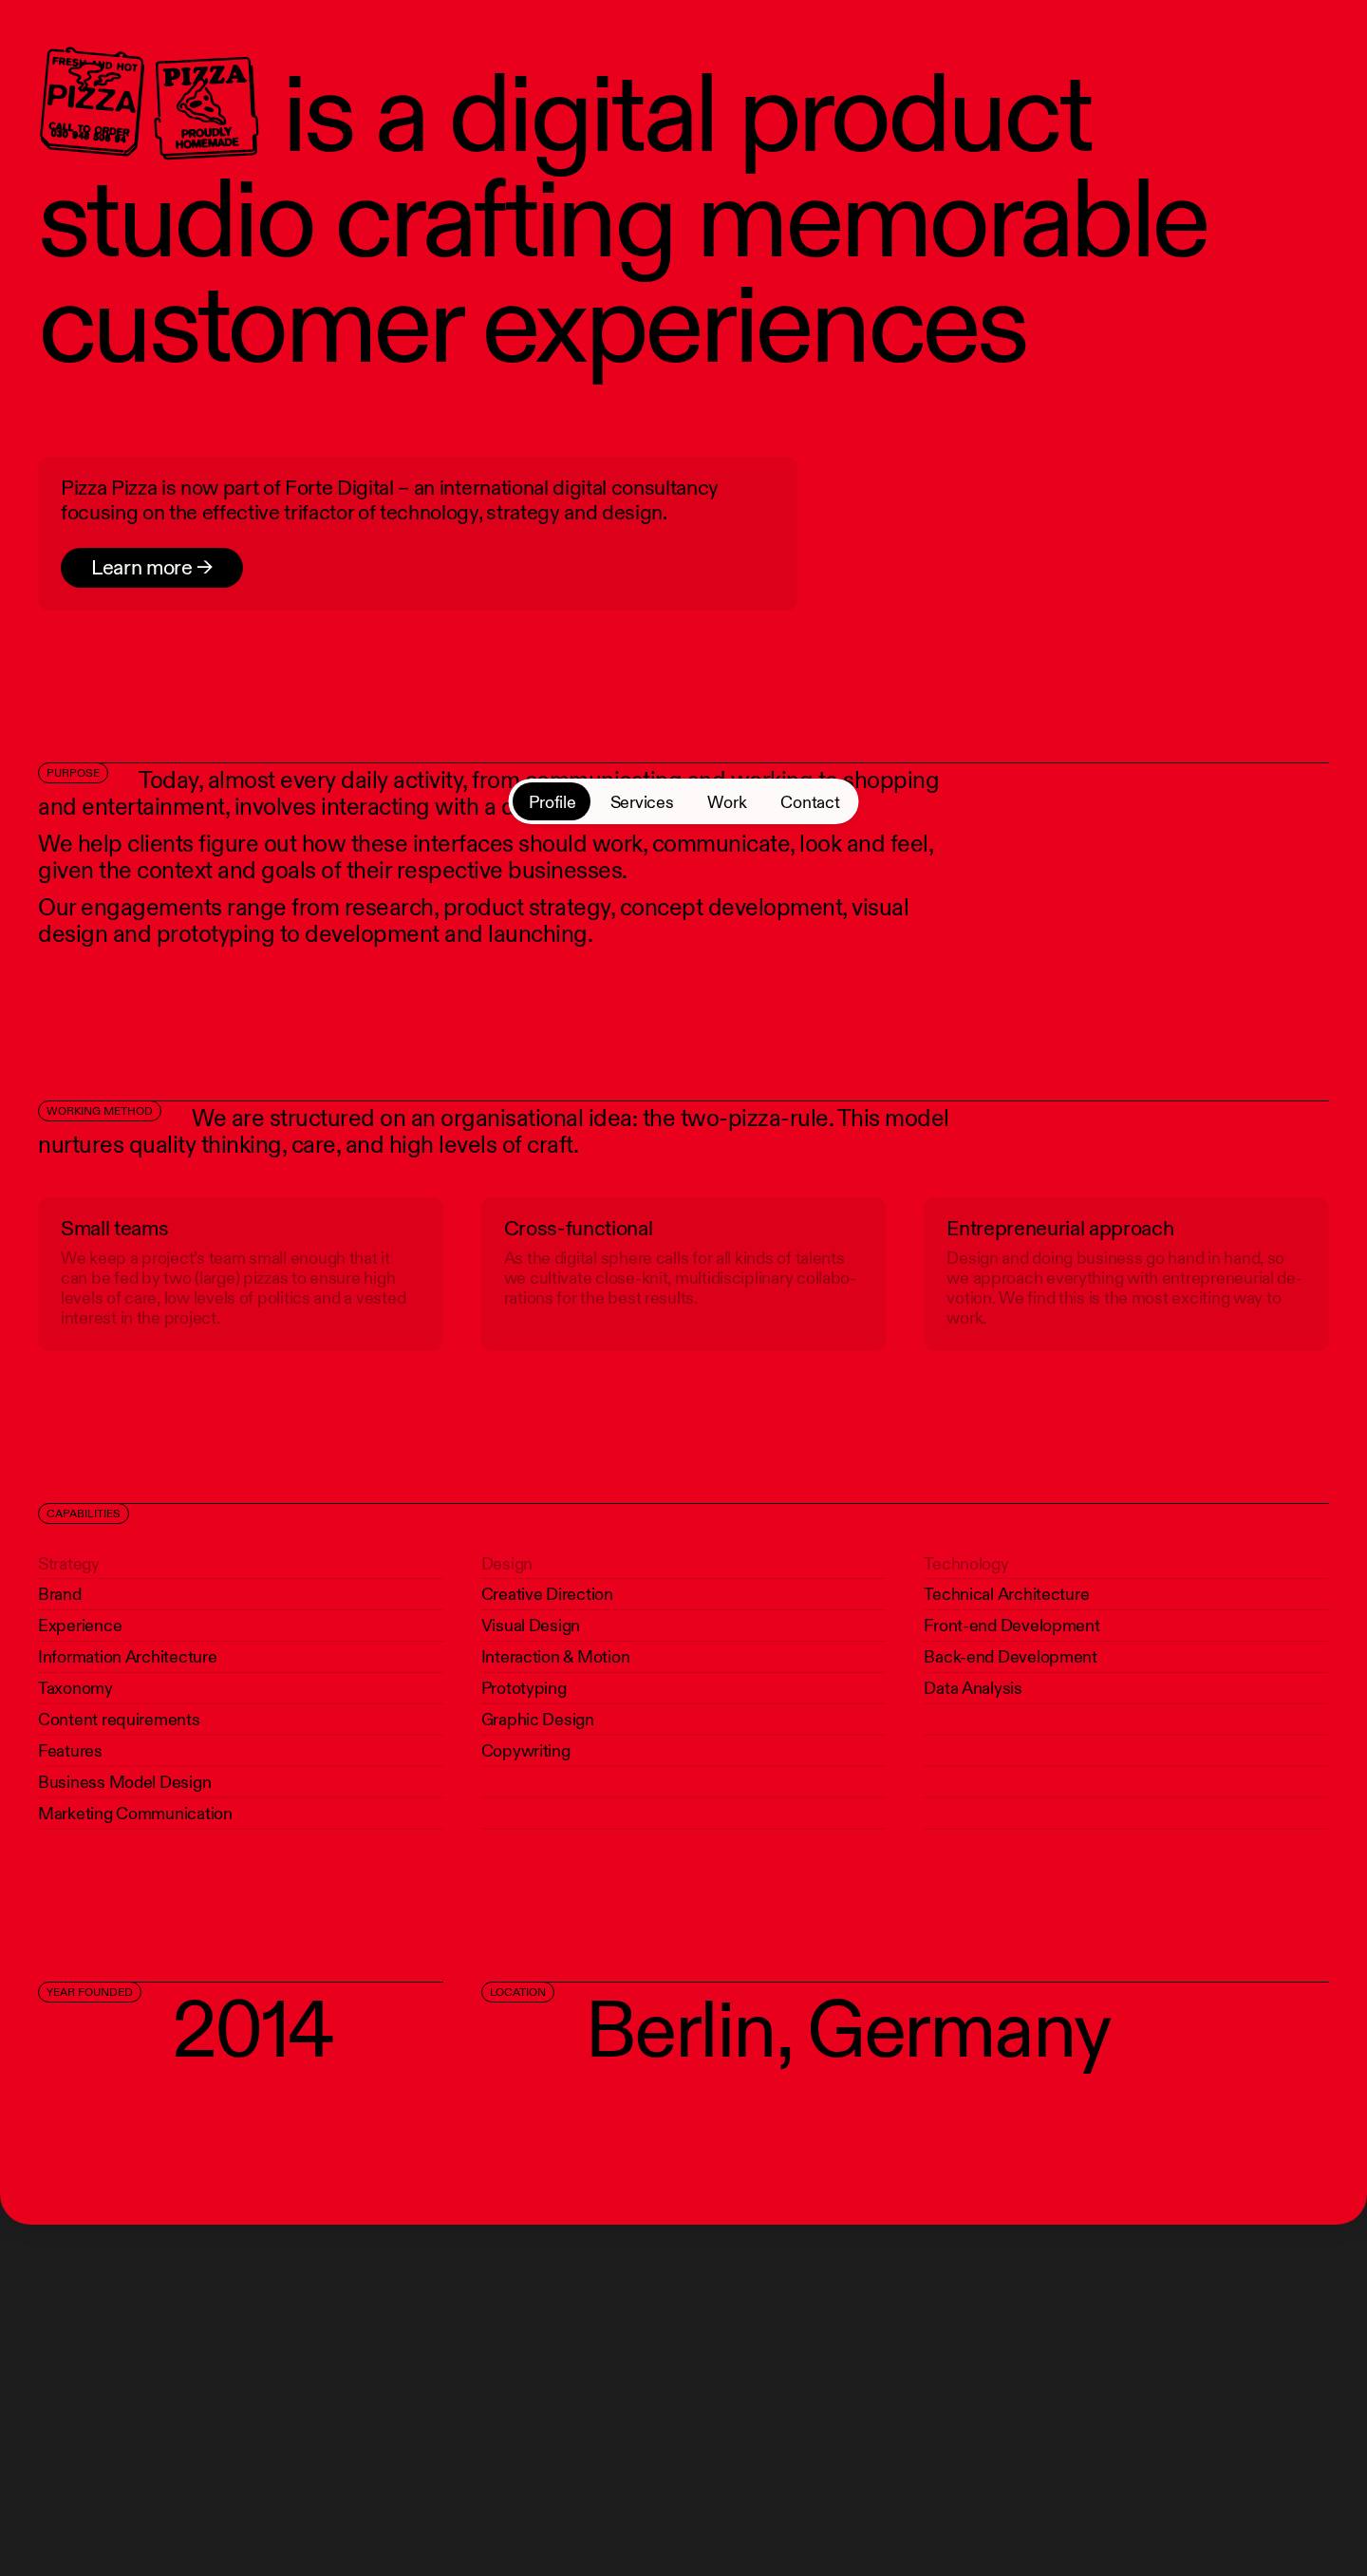 FRESH AND HOT
PIZZA
CALL TO ORDER
PIZZA
PROUDLY
HOMEMADE
is a digital product
studio crafting memorable
customer experiences
Pizza Pizza is now part of Forte Digital – an international digital consultancy
focusing on the effective trifactor of technology, strategy and design.
Learn more →
PURPOSE
Today, almost every daily activity, from communicating and working to shopping
and entertainment, involves interacting with a
Profile Services Work Contact
We help clients figure out how these interfaces should work, communicate, look and feel,
given the context and goals of their respective businesses.
Our engagements range from research, product strategy, concept development, visual
design and prototyping to development and launching.
WORKING METHOD
We are structured on an organisational idea: the two-pizza-rule. This model
nurtures quality thinking, care, and high levels of craft.
Small teams
We keep a project's team small enough that it
can be fed by two (large) pizzas to ensure high
levels of care, low levels of politics and a vested
interest in the project.
Cross-functional
As the digital sphere calls for all kinds of talents
we cultivate close-knit, multidisciplinary collabo-
rations for the best results.
Entrepreneurial approach
Design and doing business go hand in hand, so
we approach everything with entrepreneurial de-
votion. We find this is the most exciting way to
work.
CAPABILITIES
Strategy
Brand
Experience
Information Architecture
Taxonomy
Content requirements
Features
Business Model Design
Marketing Communication
Design
Creative Direction
Visual Design
Interaction & Motion
Prototyping
Graphic Design
Copywriting
Technology
Technical Architecture
Front-end Development
Back-end Development
Data Analysis
YEAR FOUNDED
2014
LOCATION
Berlin, Germany